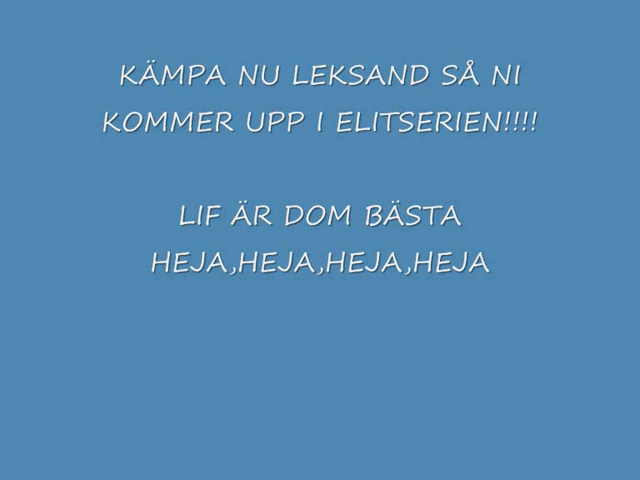 KÄMPA NU LEKSAND SÅ NI
KOMMER UPP I ELITSERIEN!!!!
LIF ÄR DOM BÄSTA
HEJA,HEJA,HEJA,HEJA